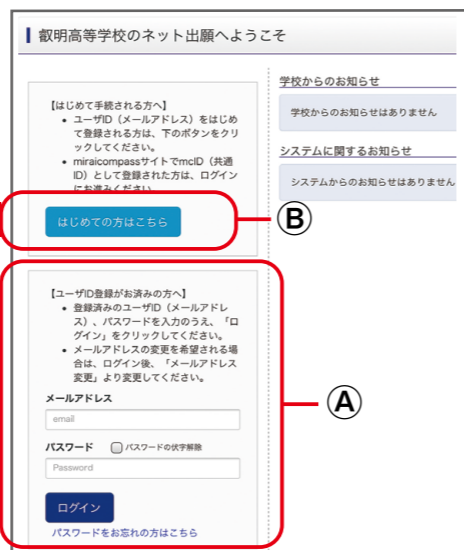 叡明高等学校のネット出願へようこそ
【はじめて手続される方へ】
• ユーザID（メールアドレス）をはじめ
て登録される方は、下のボタンをクリ
ックしてください。
• miraicompassサイトでmcID（共通
ID）として登録された方は、ログイン
にお進みください。
はじめての方はこちら
B
【ユーザID登録がお済みの方へ】
• 登録済みのユーザID（メールアドレ
ス）、パスワードを入力のうえ、「ロ
グイン」をクリックしてください。
• メールアドレスの変更を希望される場
合は、ログイン後、「メールアドレス
変更」より変更してください。
メールアドレス
email
パスワード パスワードの伏字解除
Password
ログイン
パスワードをお忘れの方はこちら
A
学校からのお知らせ
学校からのお知らせはありません
システムに関するお知らせ
システムからのお知らせはありません